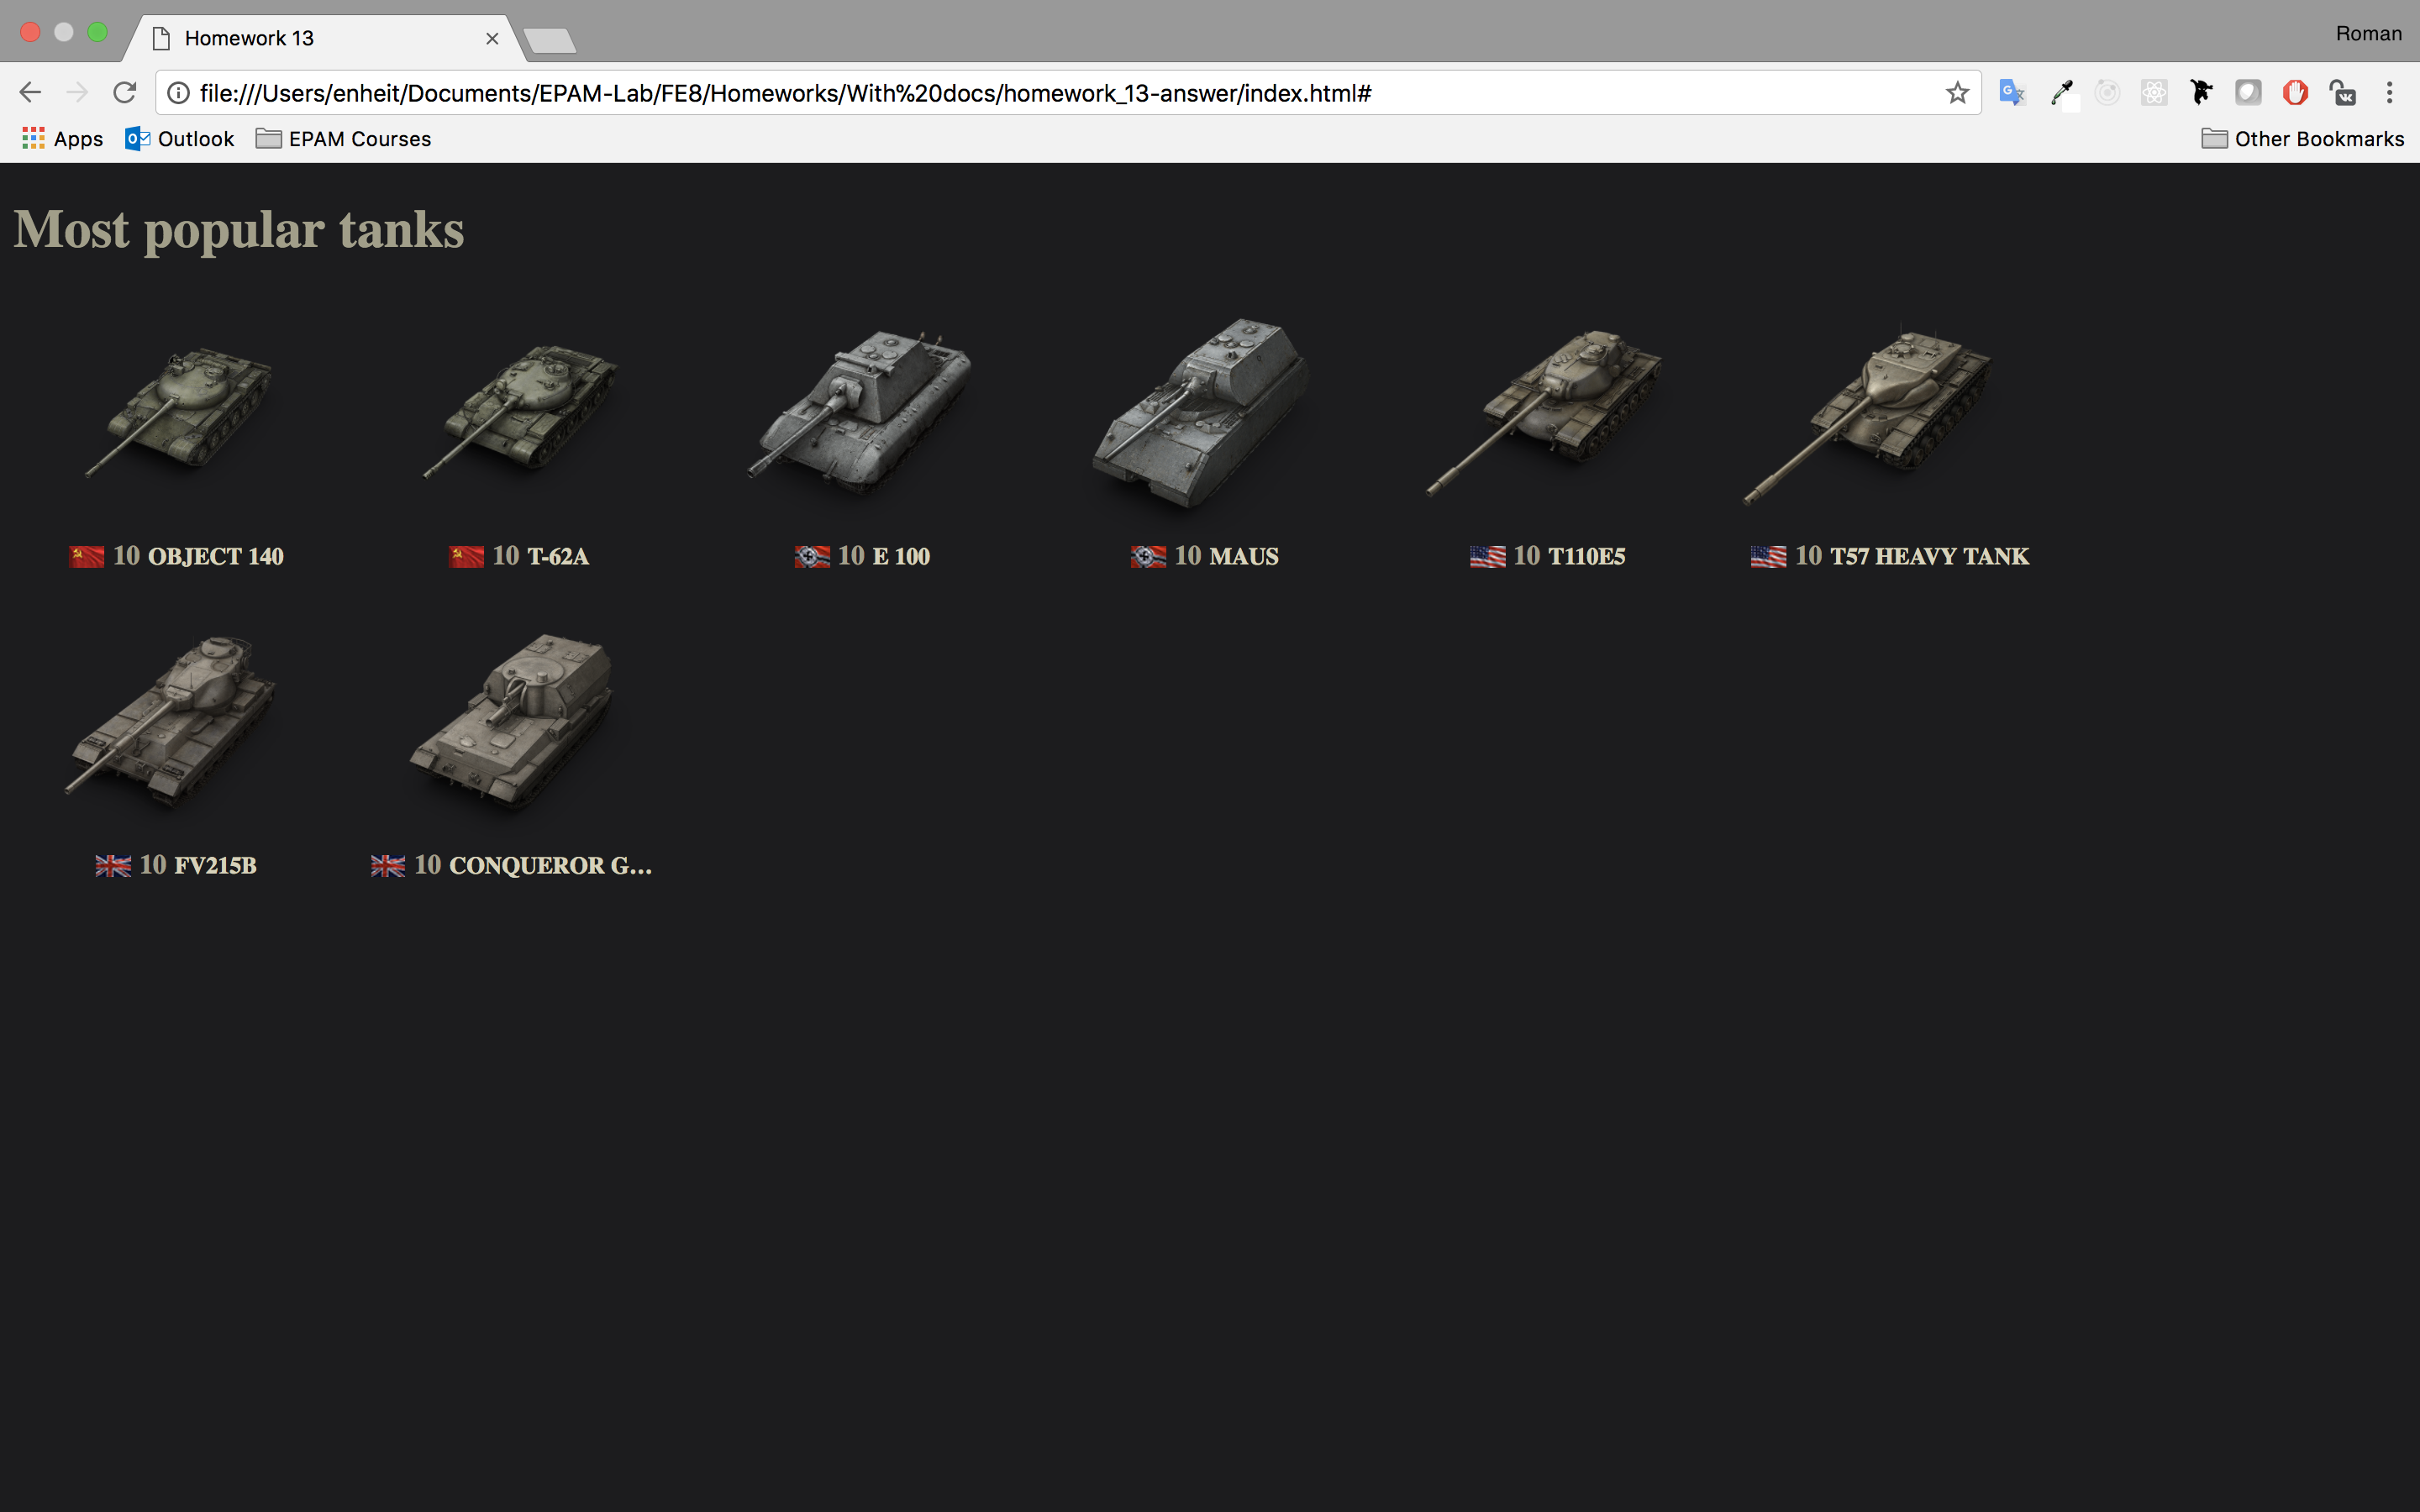 Homework 13
Roman
file:///Users/enheit/Documents/EPAM-Lab/FE8/Homeworks/With%20docs/homework_13-answer/index.html#
Apps Outlook EPAM Courses Other Bookmarks
Most popular tanks
10 OBJECT 140
10 T-62A
10 E 100
10 MAUS
10 T110E5
10 T57 HEAVY TANK
10 FV215B
10 CONQUEROR G...